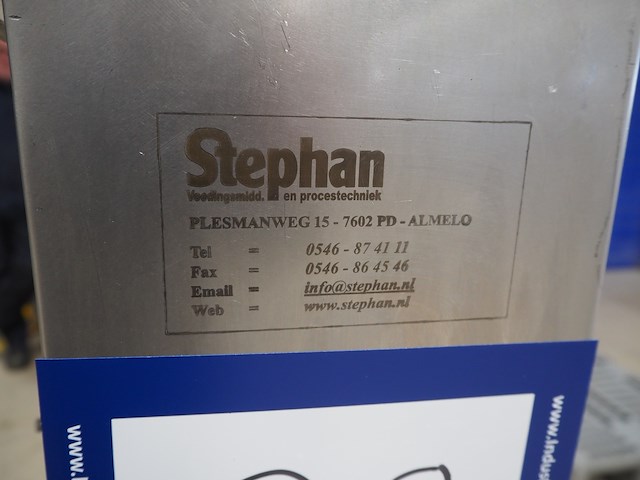 Stephan
Voedingsmidd. en procestechniek
PLESMANWEG 15 - 7602 PD - ALMELO
Tel = 0546 - 87 41 11
Fax = 0546 - 86 45 46
Email = info@stephan.nl
Web = www.stephan.nl